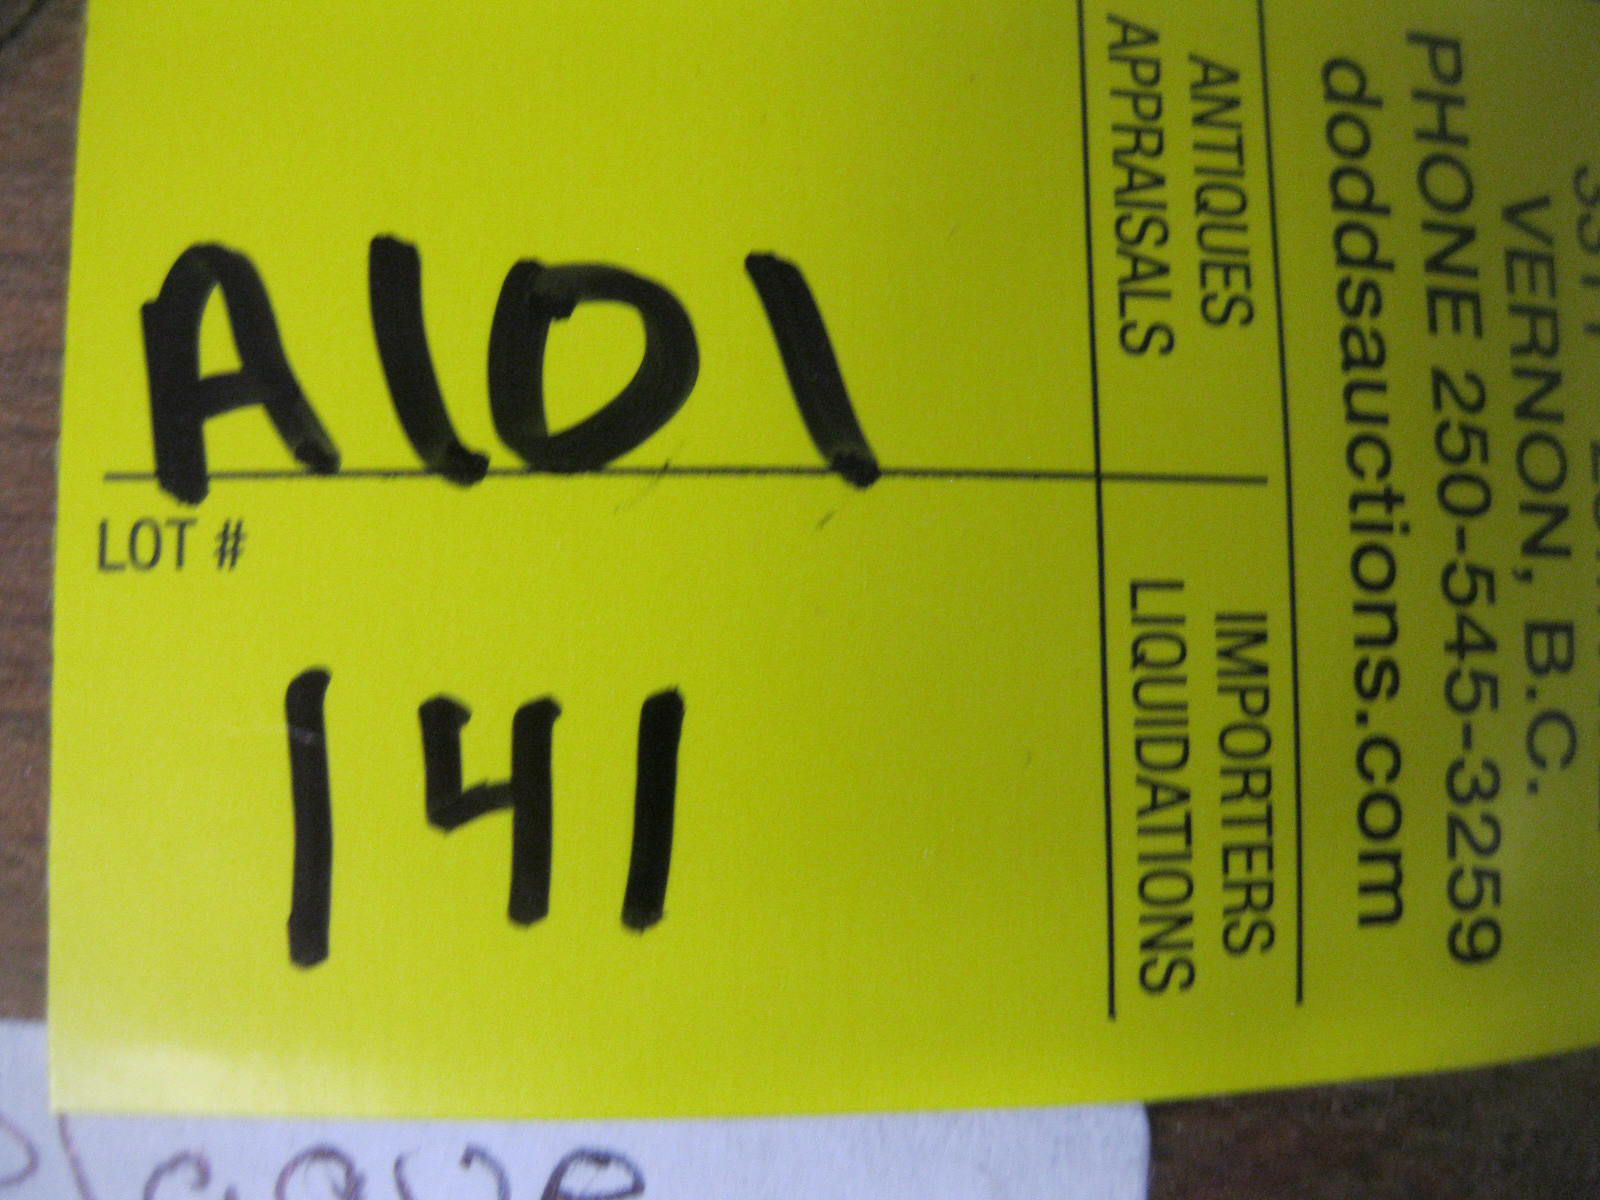 VERNON, B.C.
PHONE 250-545-3259
doddsauctions.com
ANTIQUES
APPRAISALS
IMPORTERS
LIQUIDATIONS
A101
LOT #
141